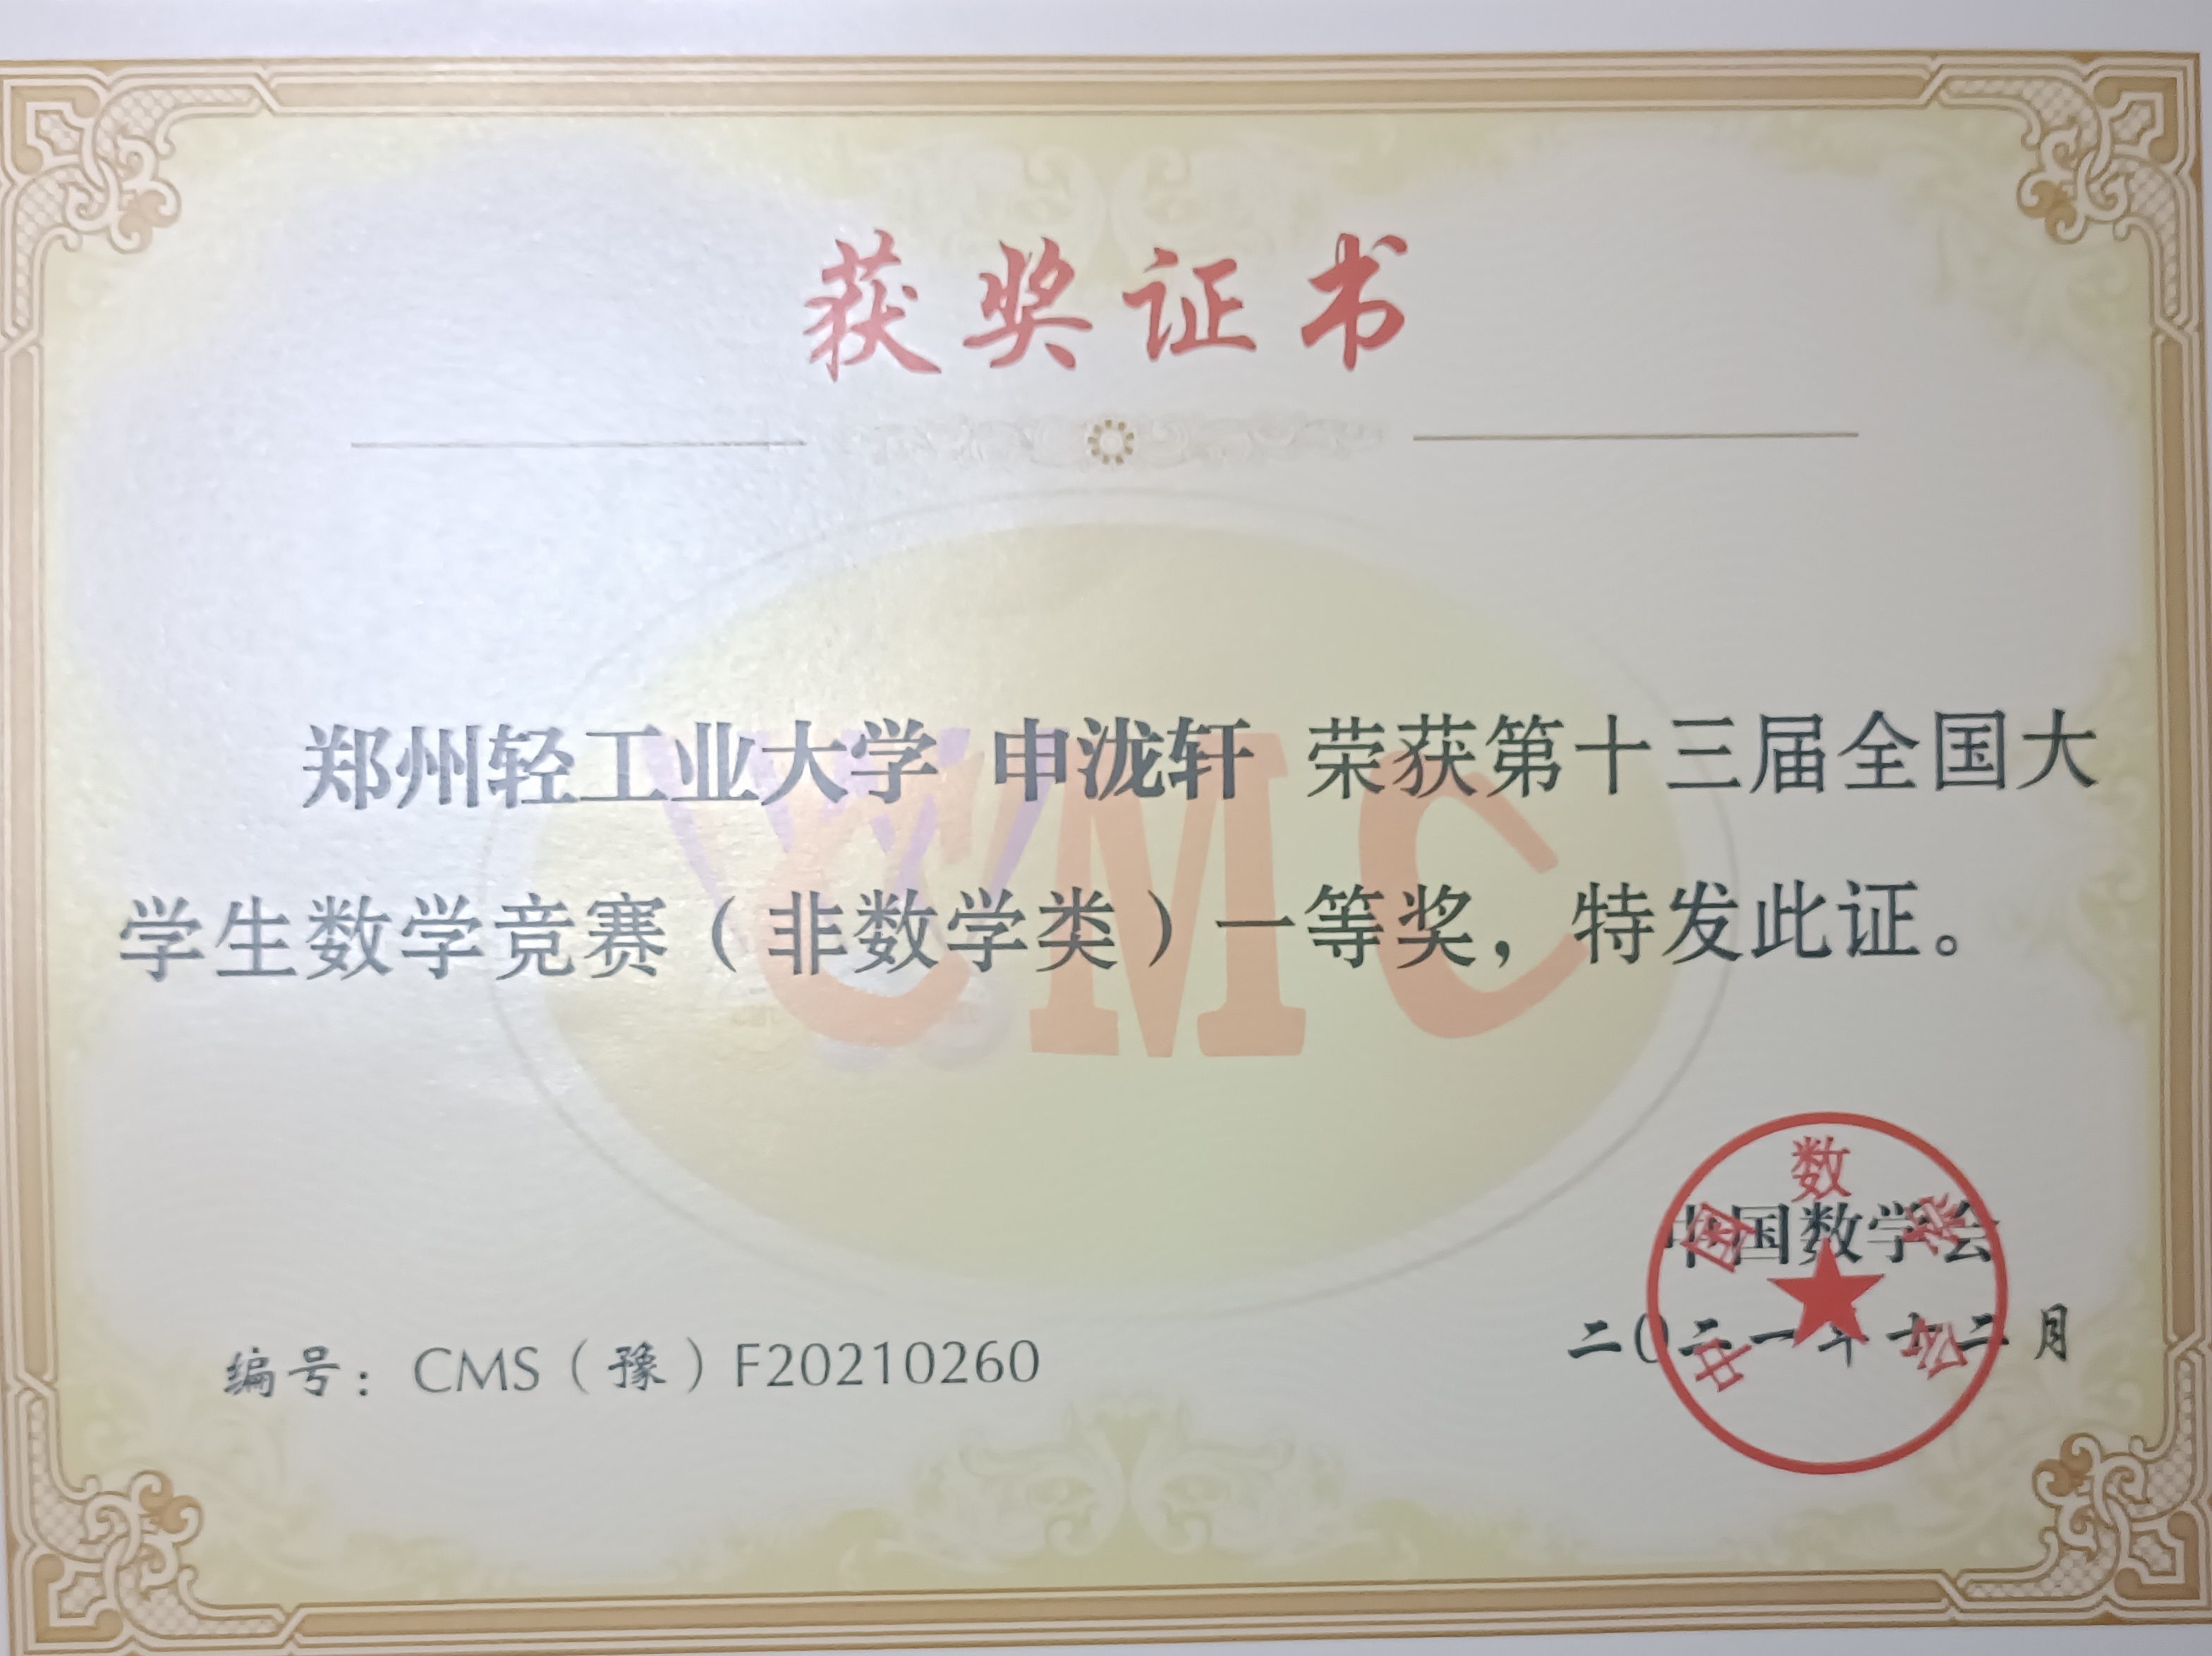 获奖证书
郑州轻工业大学 申泷轩 荣获第十三届全国大
学生数学竞赛（非数学类）一等奖，特发此证。
CMC
中国数学会
中国数学会
二〇二一年十二月
编号：CMS（豫）F20210260